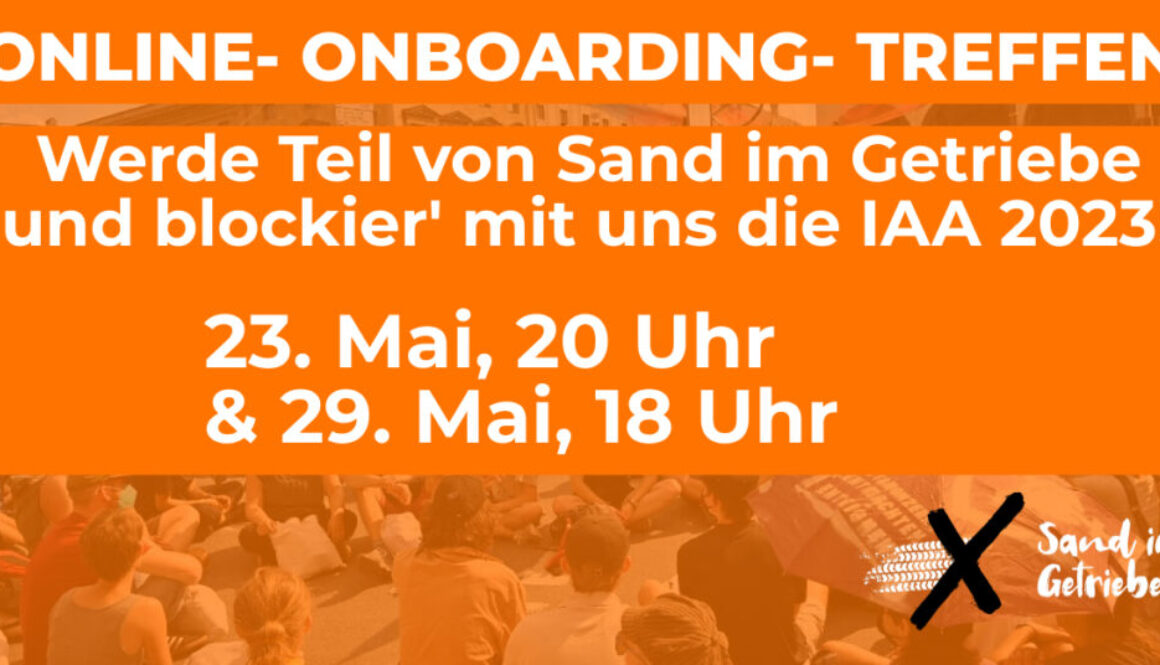 ONLINE- ONBOARDING- TREFFEN
Werde Teil von Sand im Getriebe
und blockier' mit uns die IAA 2023
23. Mai, 20 Uhr
& 29. Mai, 18 Uhr
Sand i
Getriebe